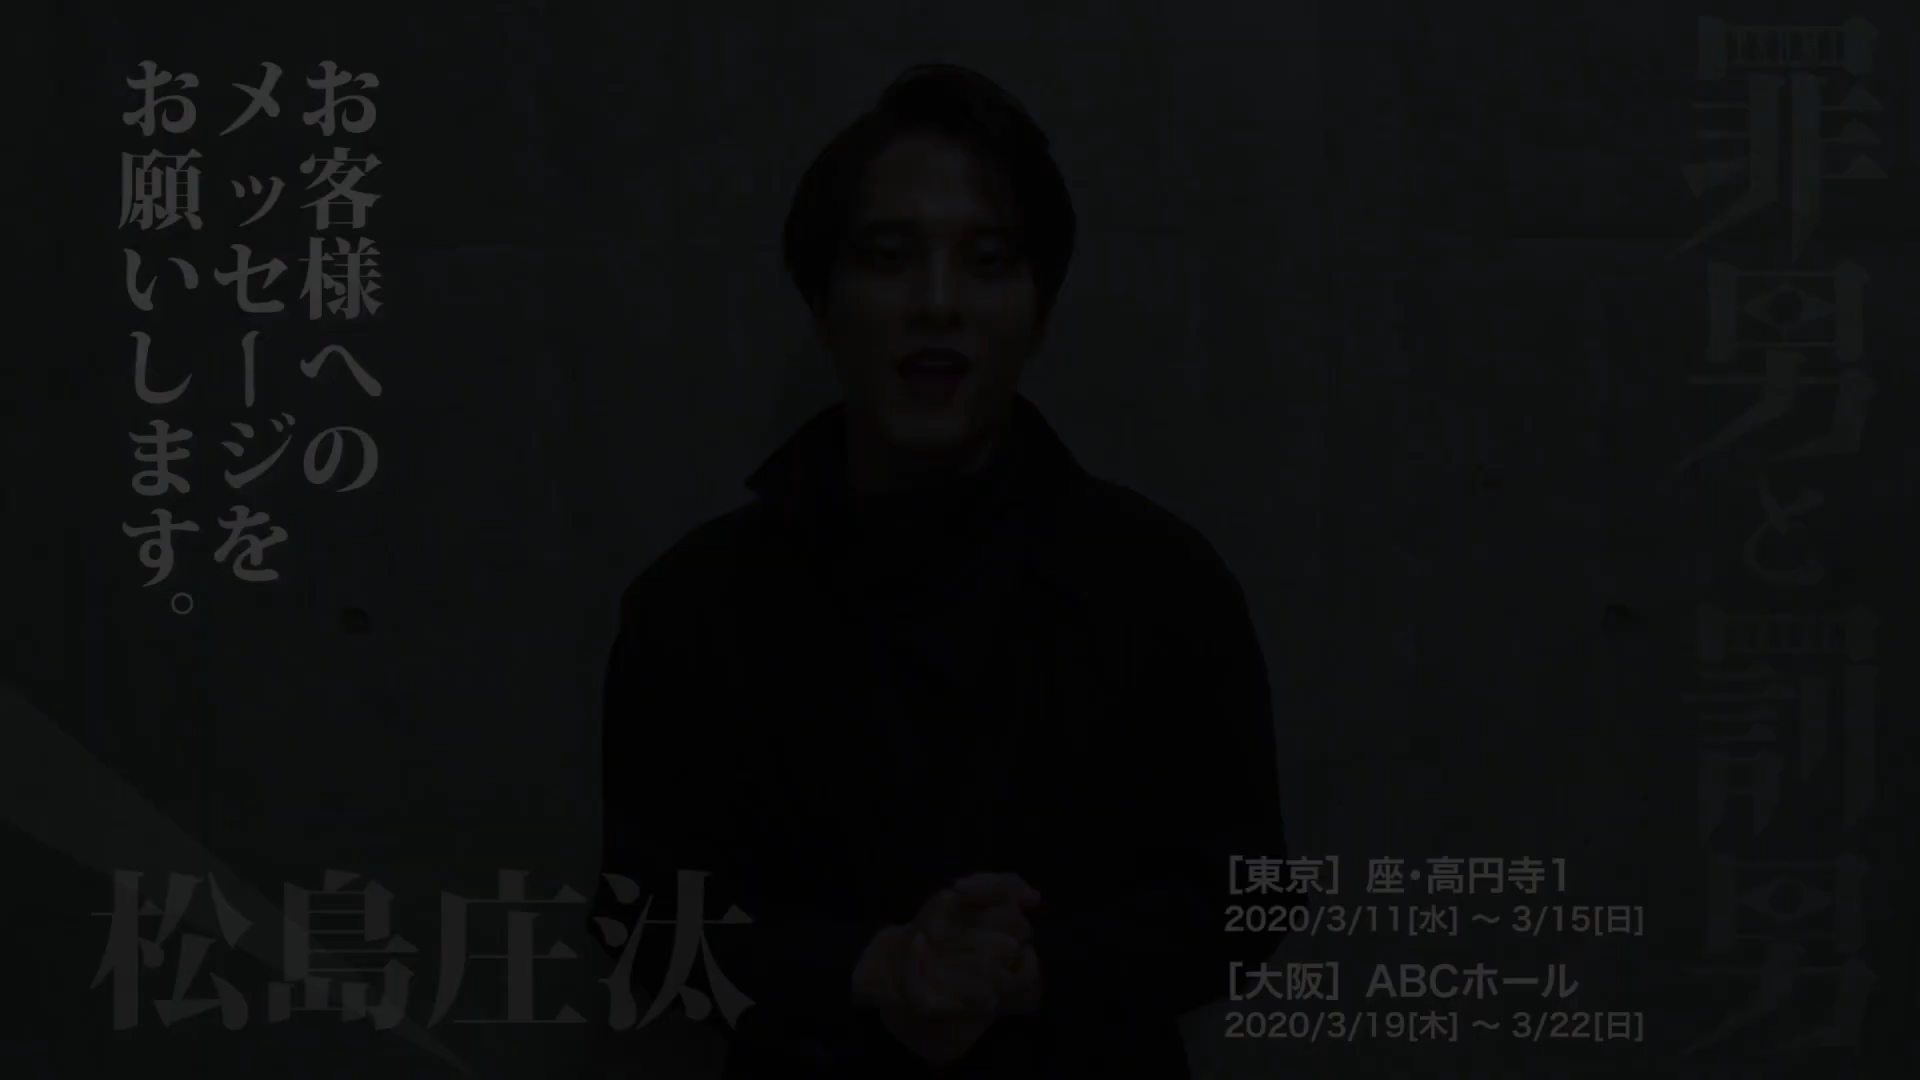 お客様への
メッセージを
お願いします。
罪男と罰男
松島庄汰
［東京］座・高円寺1
2020/3/11[水] ～ 3/15[日]
［大阪］ABCホール
2020/3/19[木] ～ 3/22[日]